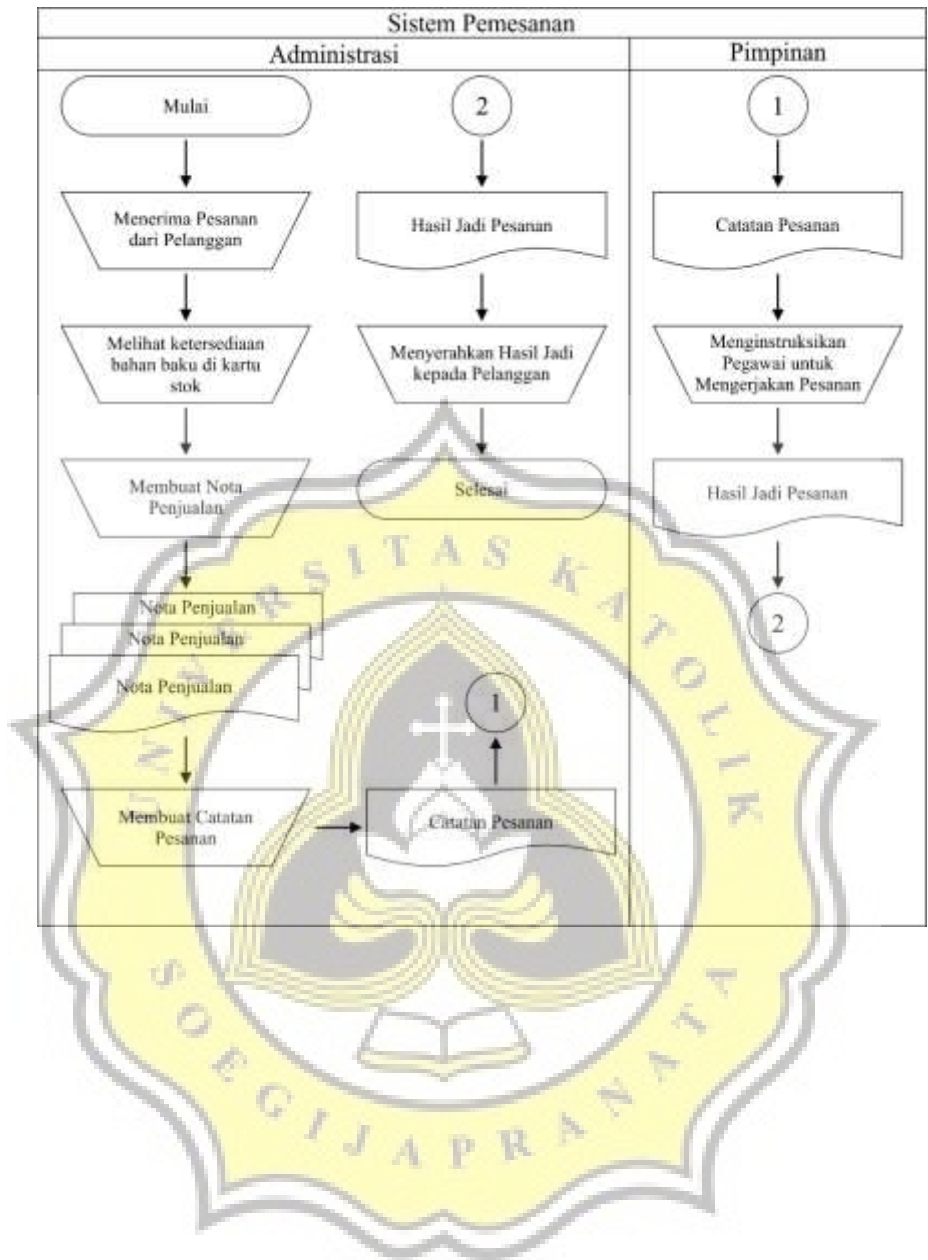 Sistem Pemesanan
Administrasi
Pimpinan
Mulai
Menerima Pesanan
dari Pelanggan
Melihat ketersediaan
bahan baku di kartu
stok
Membuat Nota
Penjualan
Nota Penjualan
Nota Penjualan
Nota Penjualan
Membuat Catatan
Pesanan
Catatan Pesanan
1
2
Hasil Jadi Pesanan
Menyerahkan Hasil Jadi
kepada Pelanggan
Selesai
1
Catatan Pesanan
Menginstruksikan
Pegawai untuk
Mengerjakan Pesanan
Hasil Jadi Pesanan
2
UNIVERSITAS KATOLIK
SOEGIJAPRANATA